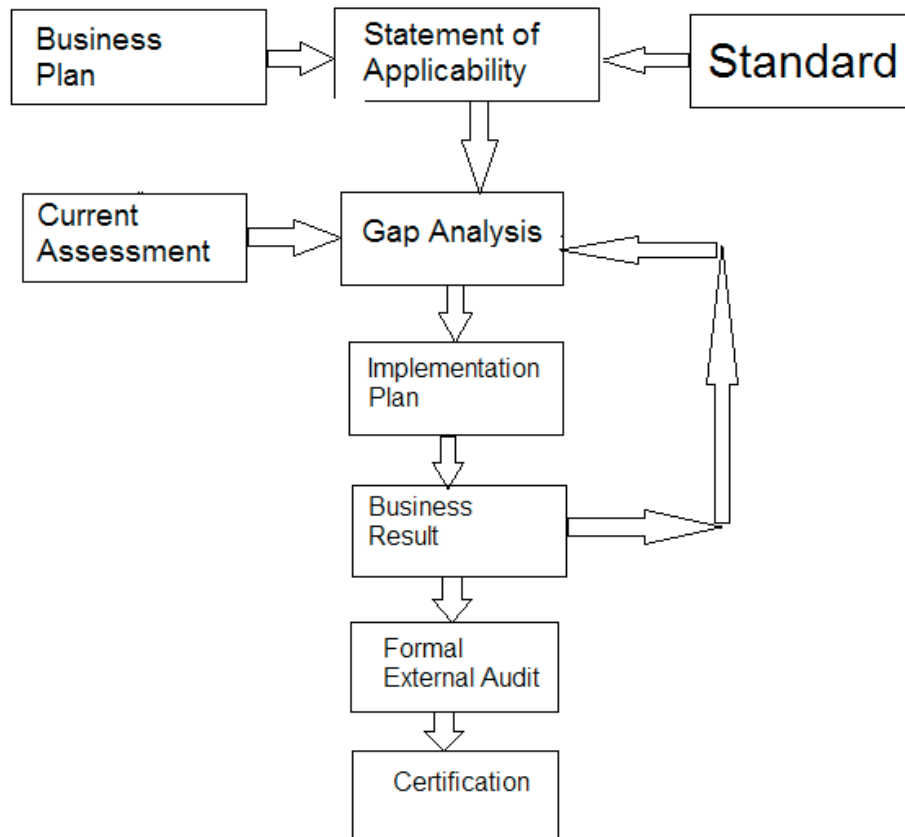 Business
Plan
Statement of
Applicability
Standard
Current
Assessment
Gap Analysis
Implementation
Plan
Business
Result
Formal
External Audit
Certification